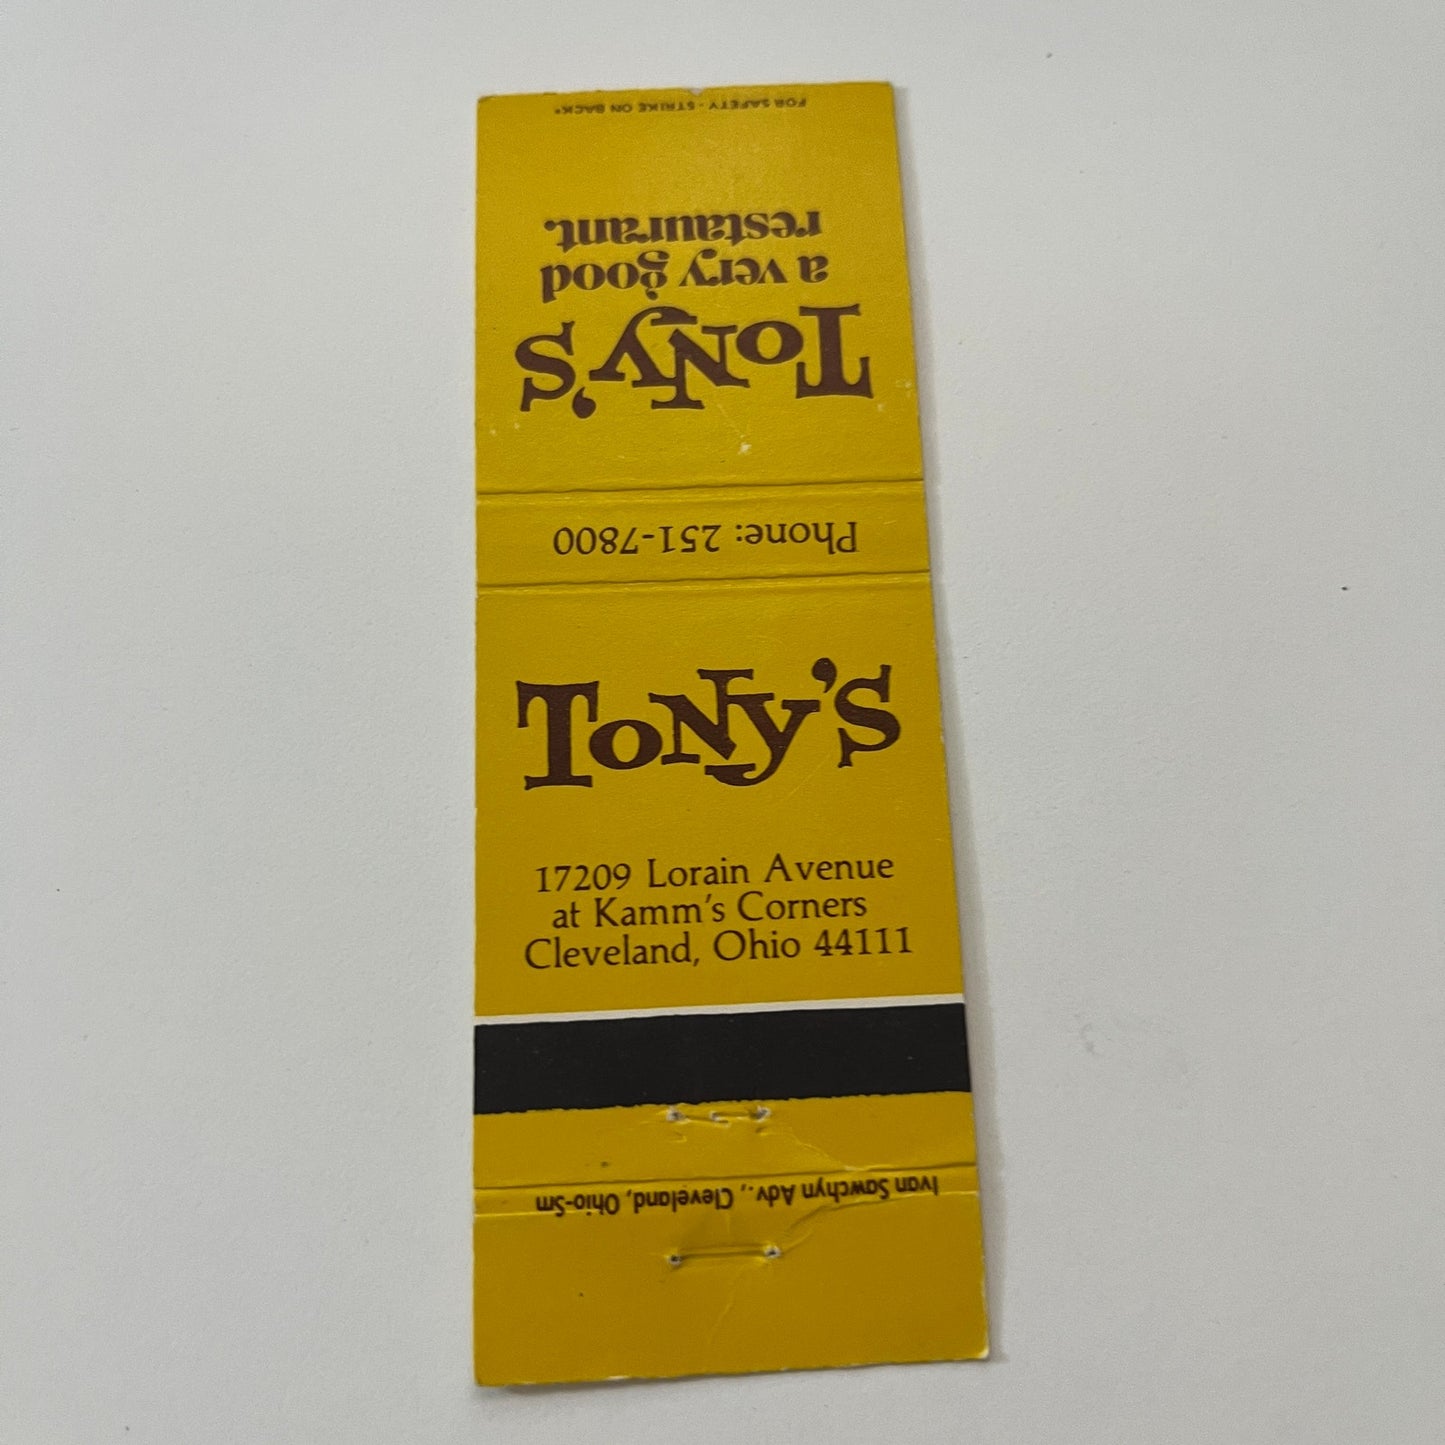 FOR SAFETY - STRIKE ON BACK*
Tony's
a very good
restaurant.
Phone: 251-7800
Tony's
17209 Lorain Avenue
at Kamm's Corners
Cleveland, Ohio 44111
Ivan Sawchyn Adv., Cleveland, Ohio-Sm